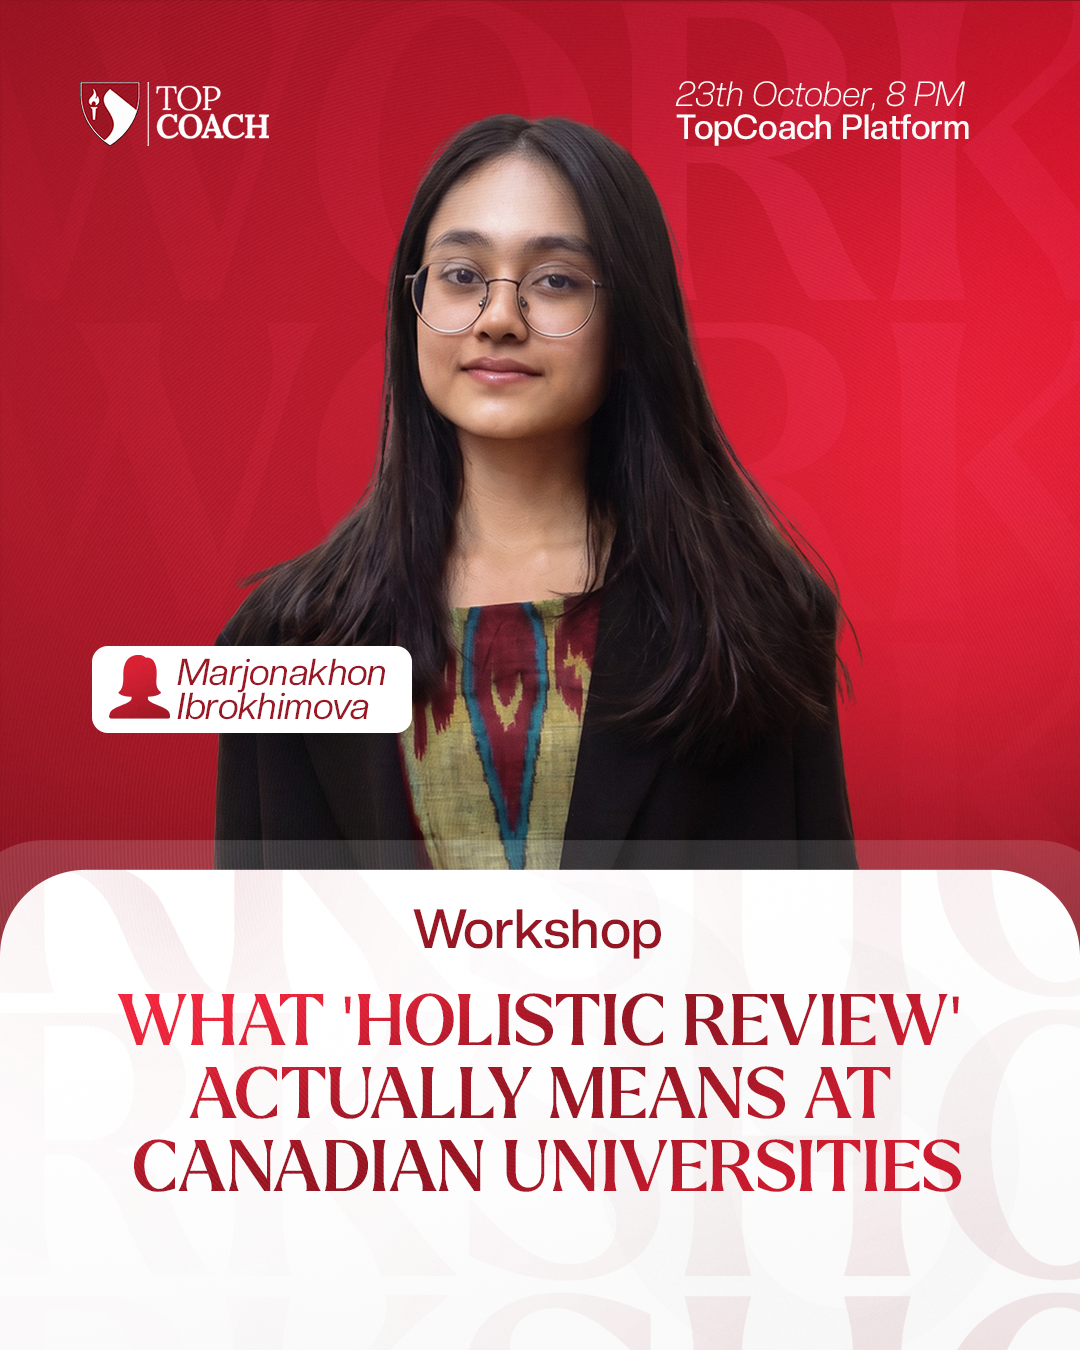 TOP
COACH
23th October, 8 PM
TopCoach Platform
Marjonakhon
Ibrokhimova
Workshop
WHAT 'HOLISTIC REVIEW'
ACTUALLY MEANS AT
CANADIAN UNIVERSITIES